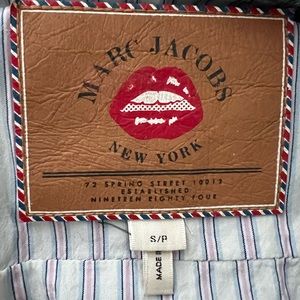 MARC JACOBS
NEW YORK
72 SPRING STREET 10012
ESTABLISHED
NINETEEN EIGHTY FOUR
S/P
MADE